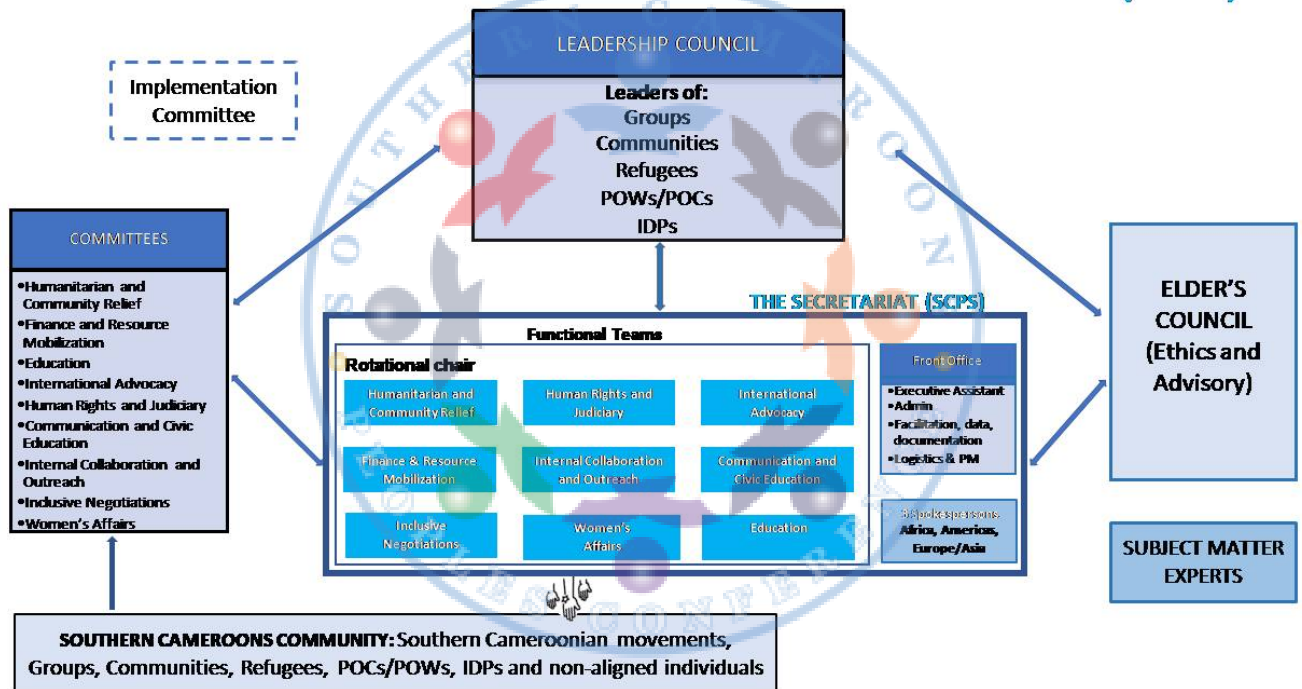 LEADERSHIP COUNCIL
Leaders of:
Groups
Communities
Refugees
POWs/POCs
IDPs
Implementation
Committee
COMMITTEES
•Humanitarian and
Community Relief
•Finance and Resource
Mobilization
•Education
•International Advocacy
•Human Rights and Judiciary
•Communication and Civic
Education
•Internal Collaboration and
Outreach
•Inclusive Negotiations
•Women's Affairs
THE SECRETARIAT (SCPS)
Functional Teams
Rotational chair
Humanitarian and
Community Relief
Human Rights and
Judiciary
International
Advocacy
Finance & Resource
Mobilization
Internal Collaboration
and Outreach
Communication and
Civic Education
Inclusive
Negotiations
Women's
Affairs
Education
Front Office
•Executive Assistant
•Admin
•Facilitation, data,
documentation
•Logistics & PM
3 Spokespersons
Africa, Americas,
Europe/Asia
ELDER'S
COUNCIL
(Ethics and
Advisory)
SUBJECT MATTER
EXPERTS
SOUTHERN CAMEROONS COMMUNITY: Southern Cameroonian movements,
Groups, Communities, Refugees, POCs/POWs, IDPs and non-aligned individuals
SOUTHERN CAMEROONS
PEOPLES CONFERENCE